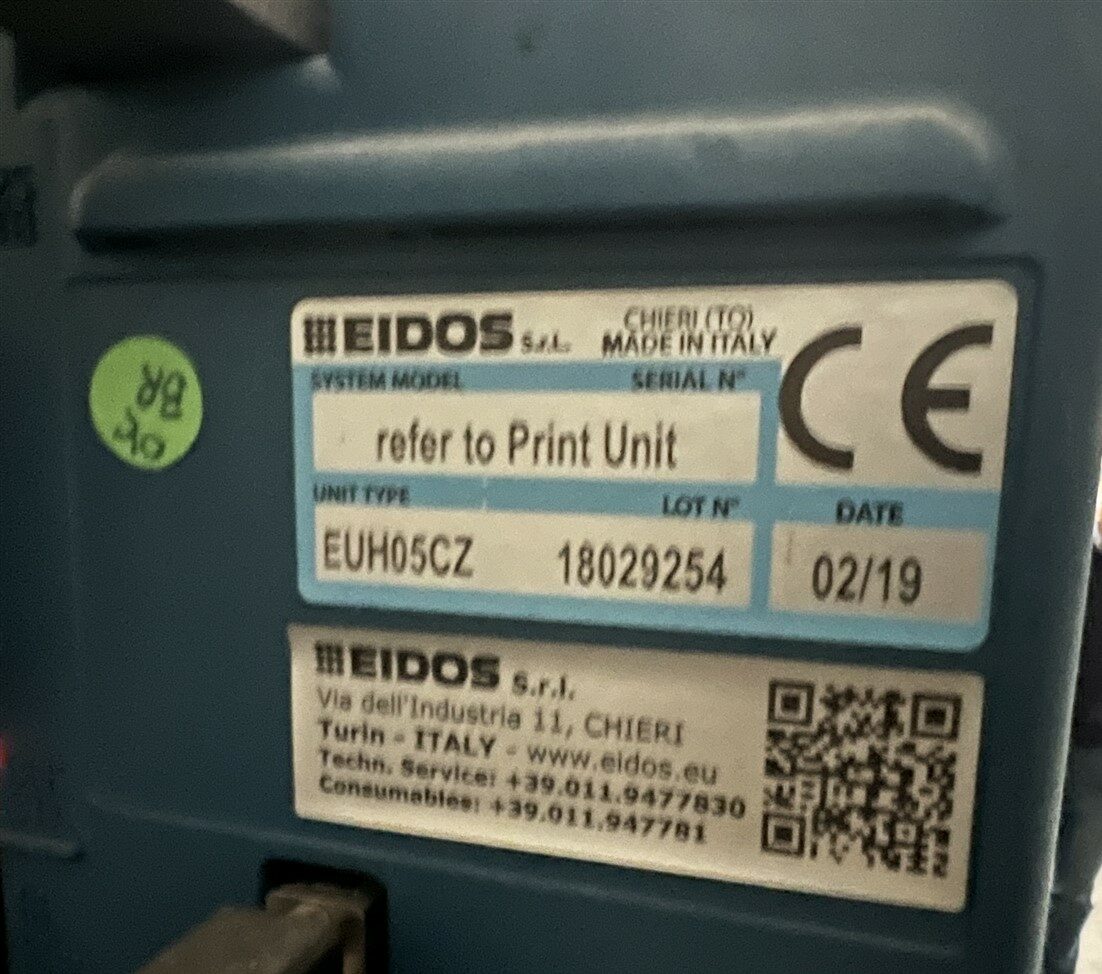 EIDOS S.r.L. CHIERI (TO)
MADE IN ITALY
CE
SYSTEM MODEL SERIAL N°
refer to Print Unit
UNIT TYPE LOT N° DATE
EUH05CZ 18029254 02/19
EIDOS s.r.l.
Via dell'Industria 11, CHIERI
Turin - ITALY - www.eidos.eu
Techn. Service: +39.011.9477830
Consumables: +39.011.947781
OK